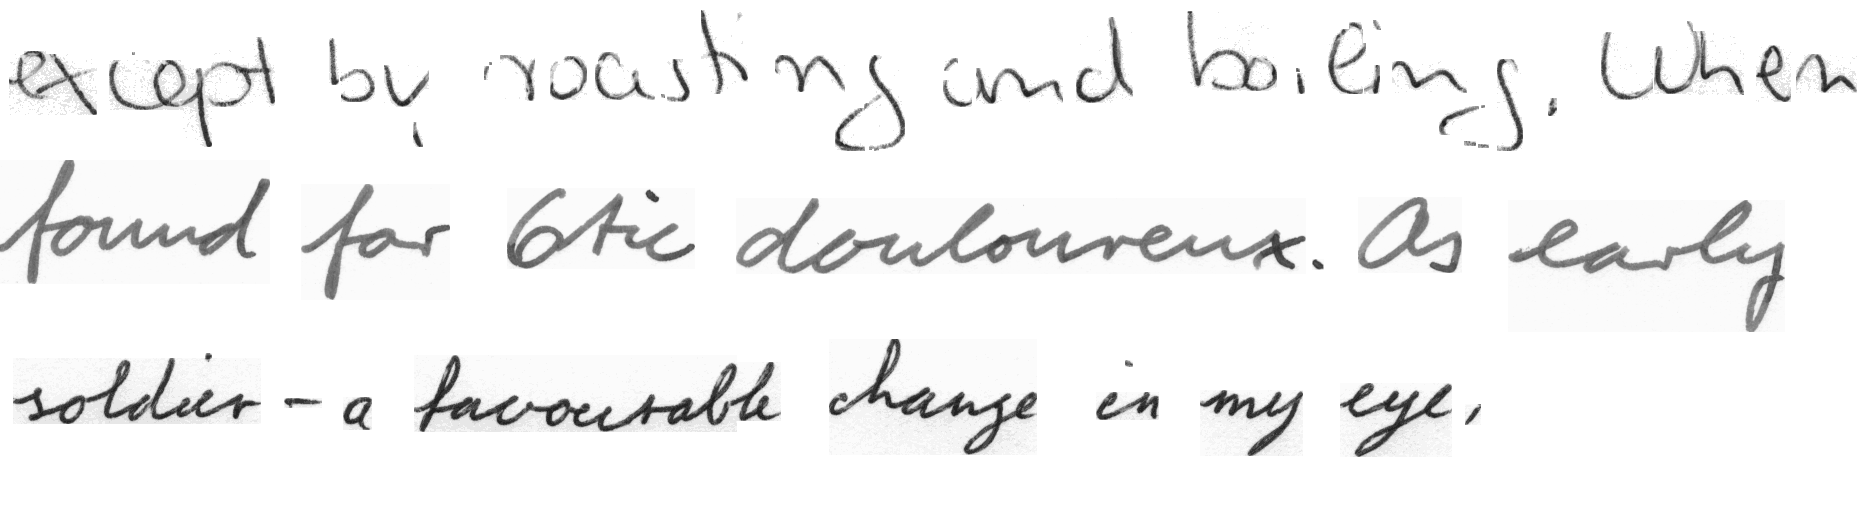 except by roasting and boiling. When
found for 6tic douloureux. As early
soldier - a favourable change in my eye,